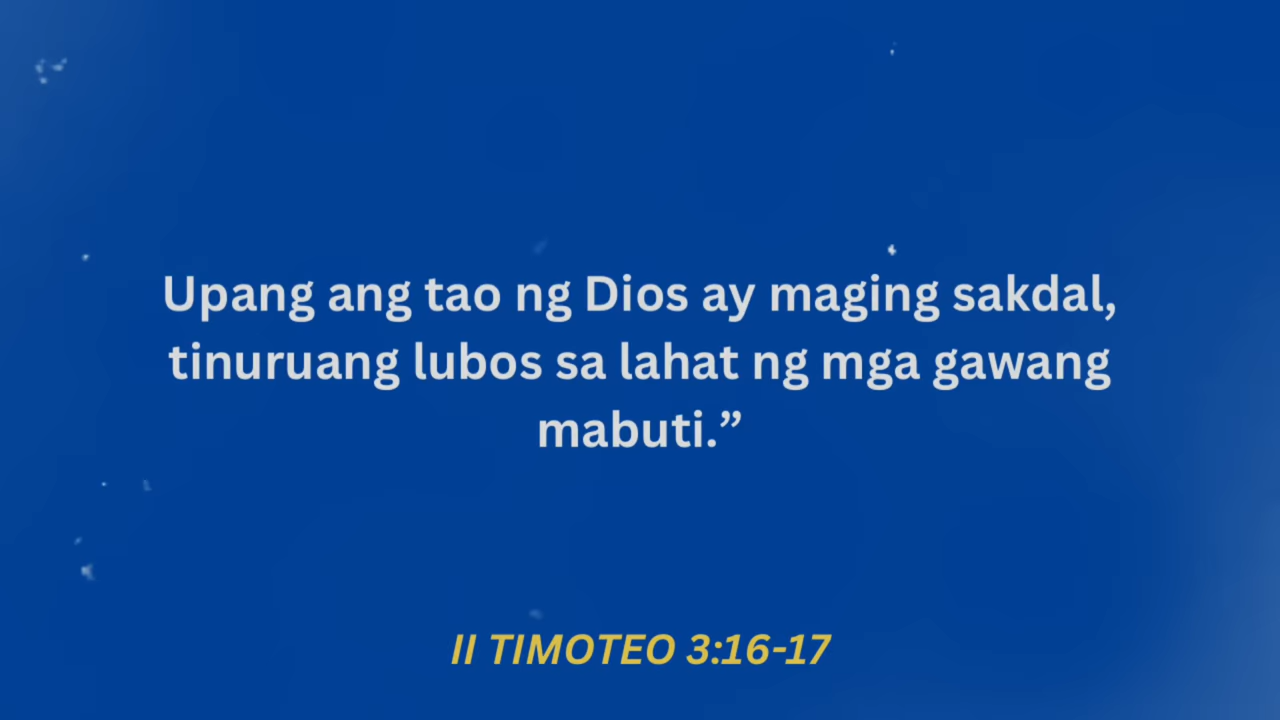 Upang ang tao ng Dios ay maging sakdal,
tinuruang lubos sa lahat ng mga gawang
mabuti.”
II TIMOTEO 3:16-17